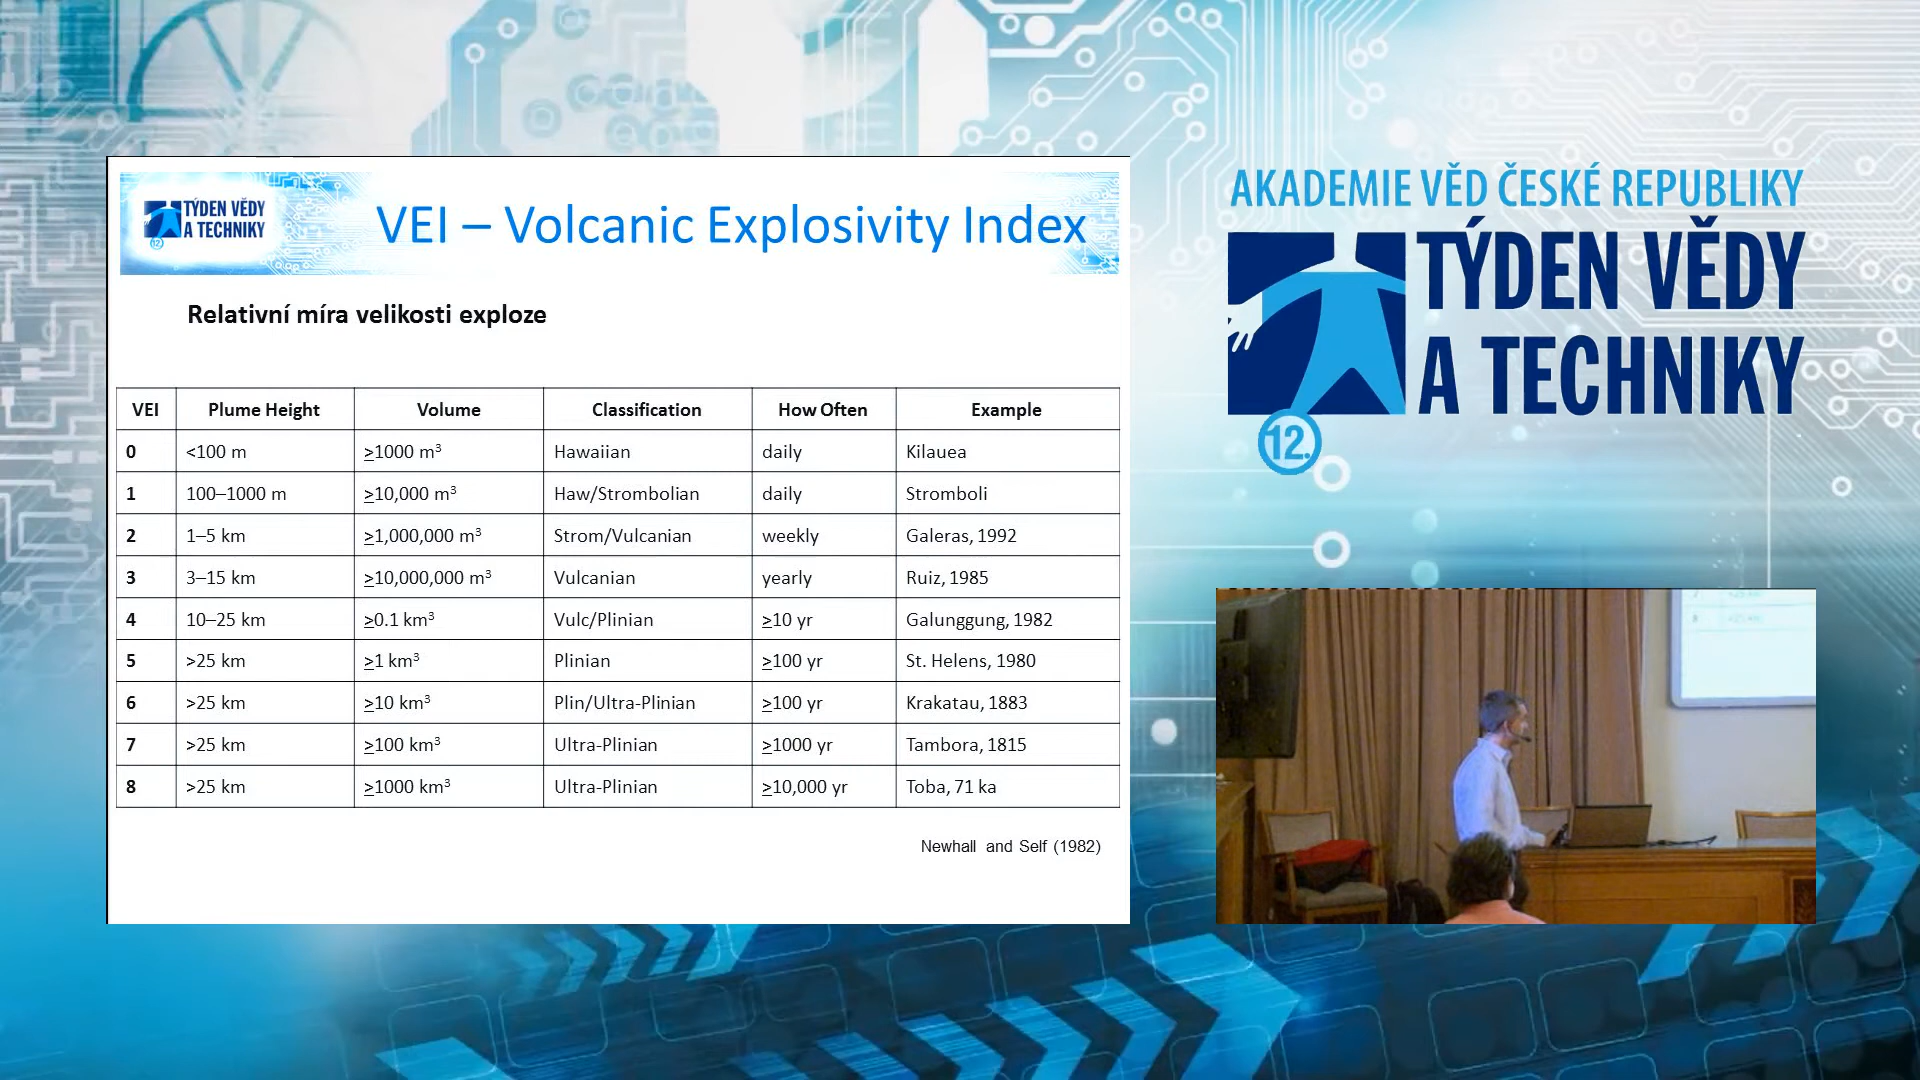 TÝDEN VĚDY
A TECHNIKY
12.
VEI – Volcanic Explosivity Index
Relativní míra velikosti exploze
VEI Plume Height Volume Classification How Often Example
0 <100 m ≥1000 m³ Hawaiian daily Kilauea
1 100–1000 m ≥10,000 m³ Haw/Strombolian daily Stromboli
2 1–5 km ≥1,000,000 m³ Strom/Vulcanian weekly Galeras, 1992
3 3–15 km ≥10,000,000 m³ Vulcanian yearly Ruiz, 1985
4 10–25 km ≥0.1 km³ Vulc/Plinian ≥10 yr Galunggung, 1982
5 >25 km ≥1 km³ Plinian ≥100 yr St. Helens, 1980
6 >25 km ≥10 km³ Plin/Ultra-Plinian ≥100 yr Krakatau, 1883
7 >25 km ≥100 km³ Ultra-Plinian ≥1000 yr Tambora, 1815
8 >25 km ≥1000 km³ Ultra-Plinian ≥10,000 yr Toba, 71 ka
Newhall and Self (1982)
AKADEMIE VĚD ČESKÉ REPUBLIKY
TÝDEN VĚDY
A TECHNIKY
12.